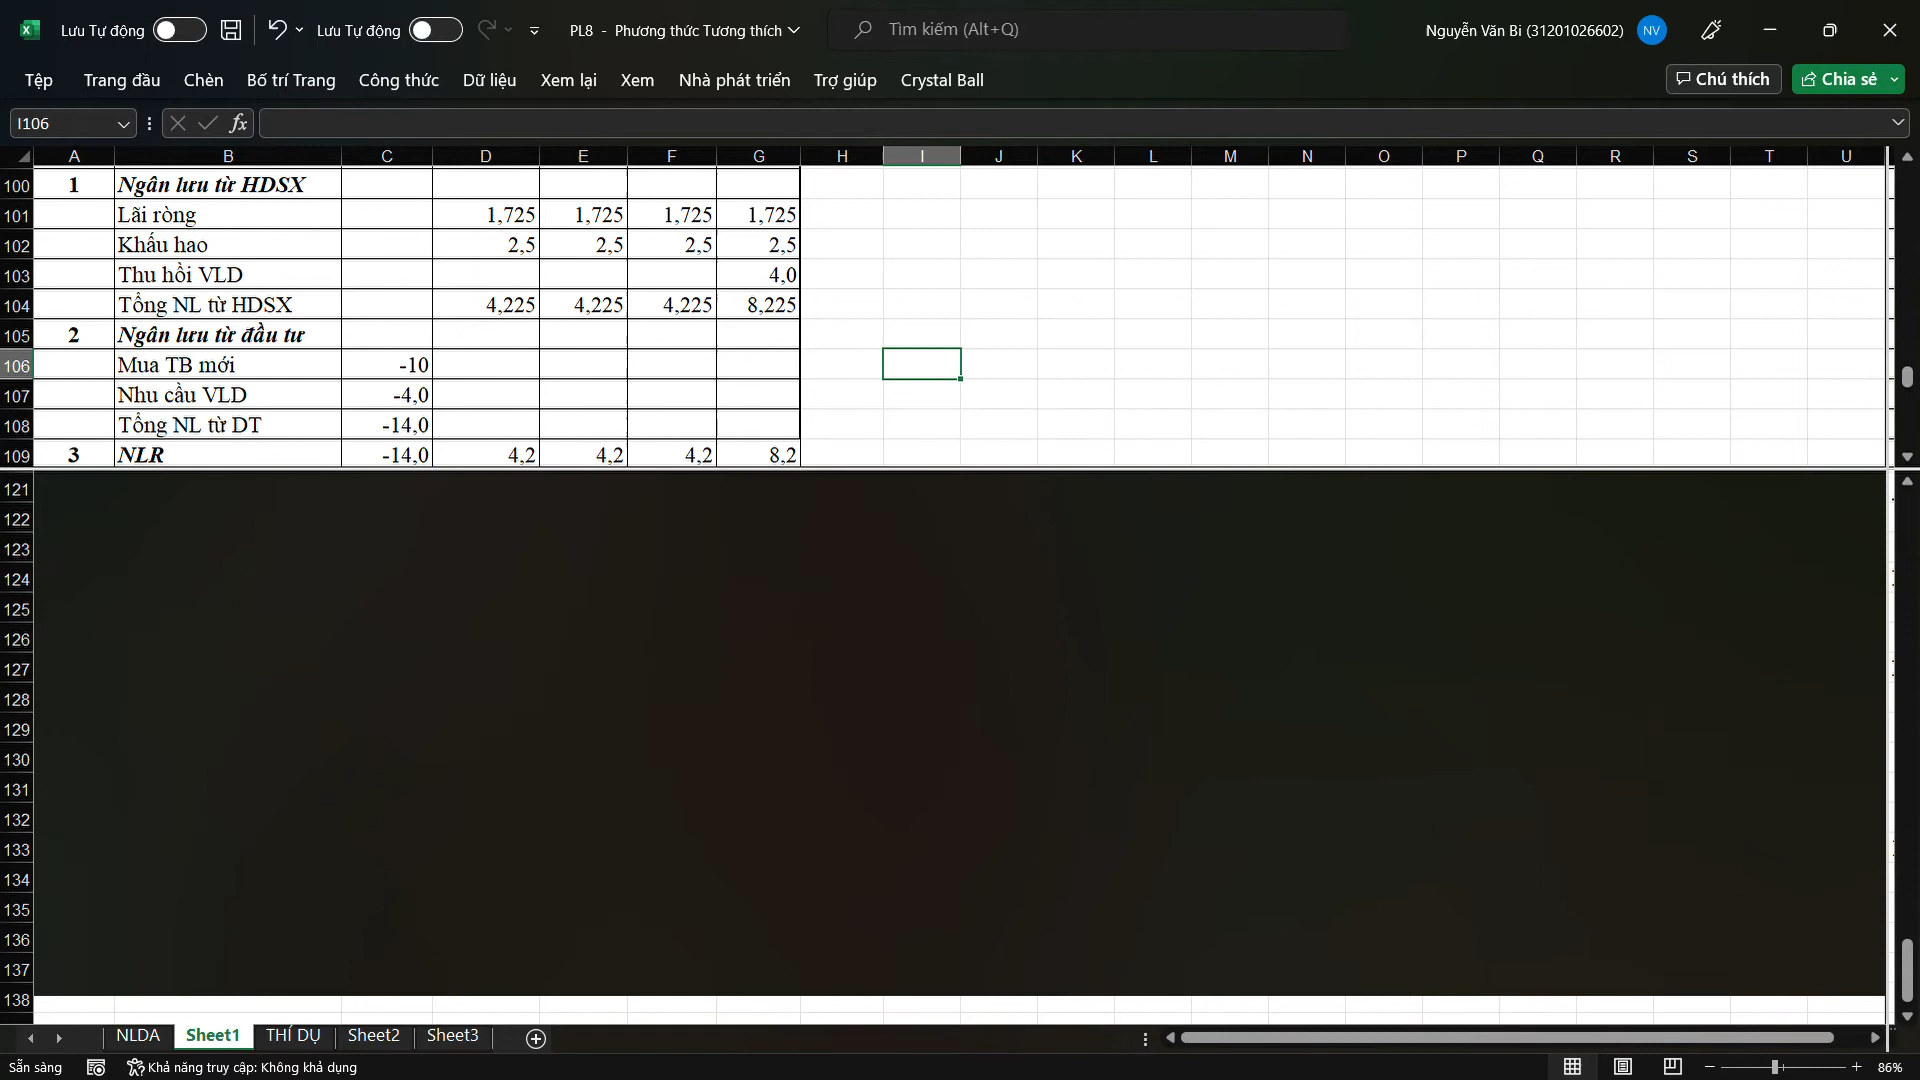 Lưu Tự động Lưu Tự động PL8 - Phương thức Tương thích Tìm kiếm (Alt+Q) Nguyễn Văn Bi (31201026602) NV
Tệp Trang đầu Chèn Bố trí Trang Công thức Dữ liệu Xem lại Xem Nhà phát triển Trợ giúp Crystal Ball Chú thích Chia sẻ
I106 fx
A B C D E F G H I J K L M N O P Q R S T U
100 1 Ngân lưu từ HDSX
101 Lãi ròng 1,725 1,725 1,725 1,725
102 Khấu hao 2,5 2,5 2,5 2,5
103 Thu hồi VLD 4,0
104 Tổng NL từ HDSX 4,225 4,225 4,225 8,225
105 2 Ngân lưu từ đầu tư
106 Mua TB mới -10
107 Nhu cầu VLD -4,0
108 Tổng NL từ DT -14,0
109 3 NLR -14,0 4,2 4,2 4,2 8,2
121
122
123
124
125
126
127
128
129
130
131
132
133
134
135
136
137
138
NLDA Sheet1 THÍ DỤ Sheet2 Sheet3
Sẵn sàng Khả năng truy cập: Không khả dụng 86%